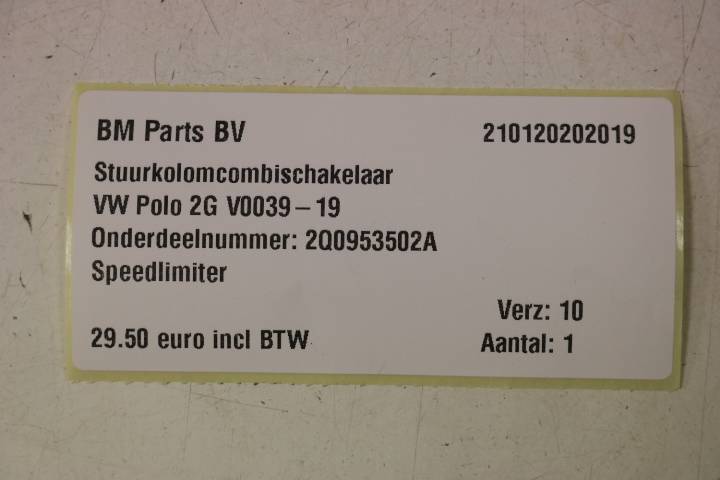 BM Parts BV 210120202019
Stuurkolomcombischakelaar
VW Polo 2G V0039-19
Onderdeelnummer: 2Q0953502A
Speedlimiter
Verz: 10
29.50 euro incl BTW Aantal: 1